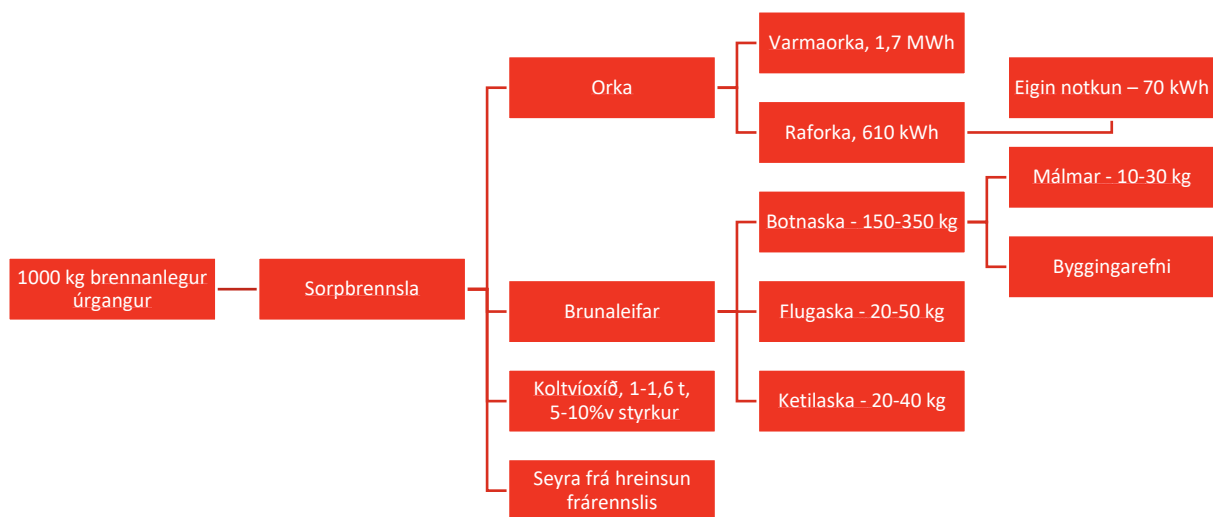 1000 kg brennanlegur
úrgangur
Sorpbrennsla
Orka
Varmaorka, 1,7 MWh
Raforka, 610 kWh
Eigin notkun – 70 kWh
Brunaleifar
Botnaska - 150-350 kg
Málmar - 10-30 kg
Byggingarefni
Flugaska - 20-50 kg
Ketilaska - 20-40 kg
Koltvíoxíð, 1-1,6 t,
5-10%v styrkur
Seyra frá hreinsun
frárennslis